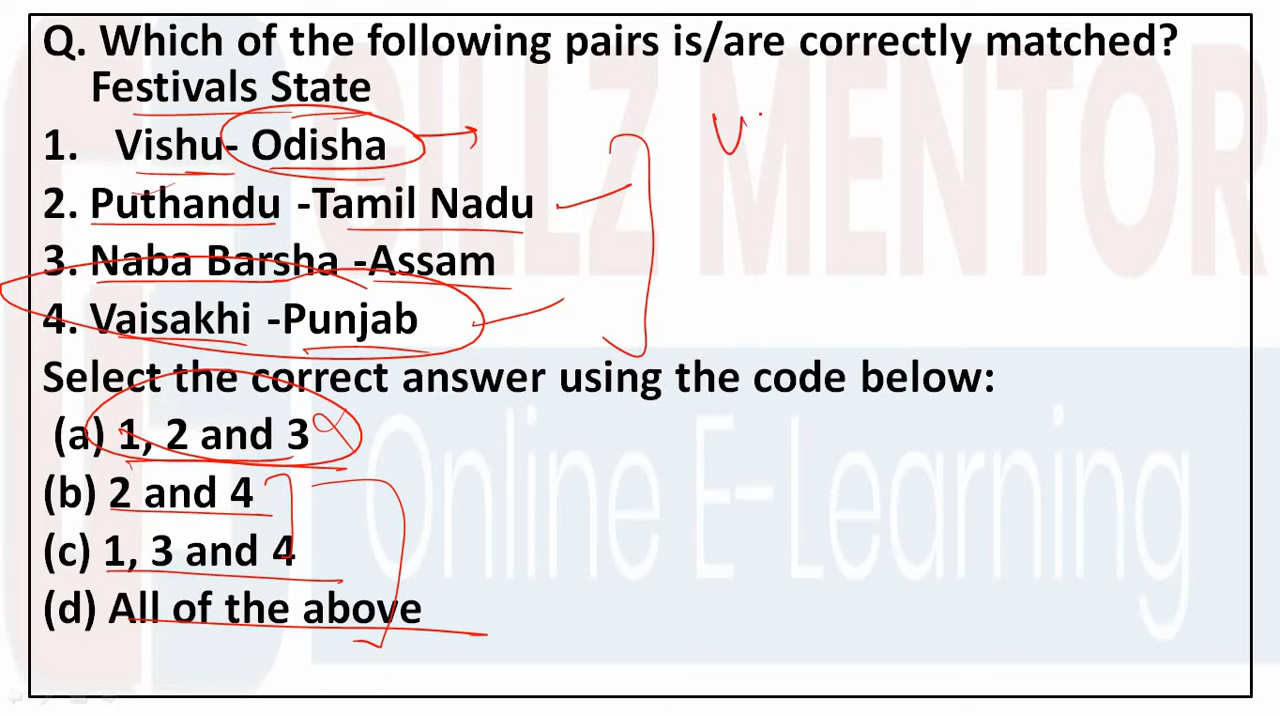 Q. Which of the following pairs is/are correctly matched?
Festivals State
1. Vishu- Odisha
2. Puthandu -Tamil Nadu
3. Naba Barsha -Assam
4. Vaisakhi -Punjab
Select the correct answer using the code below:
(a) 1, 2 and 3
(b) 2 and 4
(c) 1, 3 and 4
(d) All of the above
GILLZ MENTOR
Online E-Learning